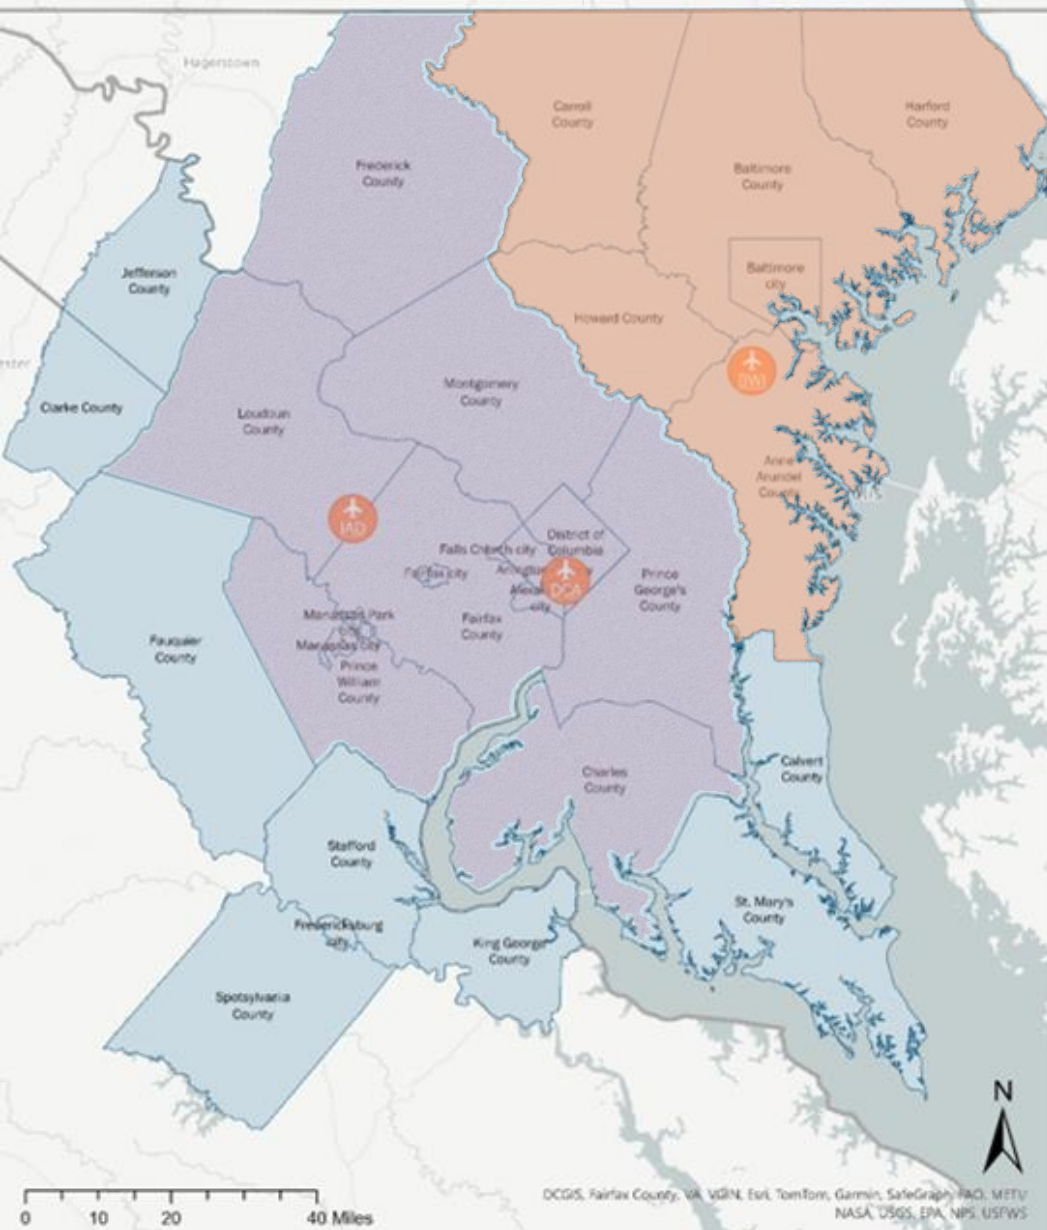 Hagerstown
Carroll
County
Harford
County
Frederick
County
Baltimore
County
Jefferson
County
Baltimore
city
Howard County
BWI
Montgomery
County
Clarke County
Loudoun
County
Anne
Arundel
County
IAD
District of
Columbia
Falls Church city
Fairfax city
DCA
city
Prince
George's
County
Manassas Park
city
Fairfax
County
Manassas city
Prince
William
County
Fauquier
County
Calvert
County
Charles
County
Stafford
County
St. Mary's
County
Fredericksburg
city
King George
County
Spotsylvania
County
N
0 10 20 40 Miles
DCGIS, Fairfax County, VA, VGIN, Esri, TomTom, Garmin, SafeGraph, FAO, METI/
NASA, USGS, EPA, NPS, USFWS